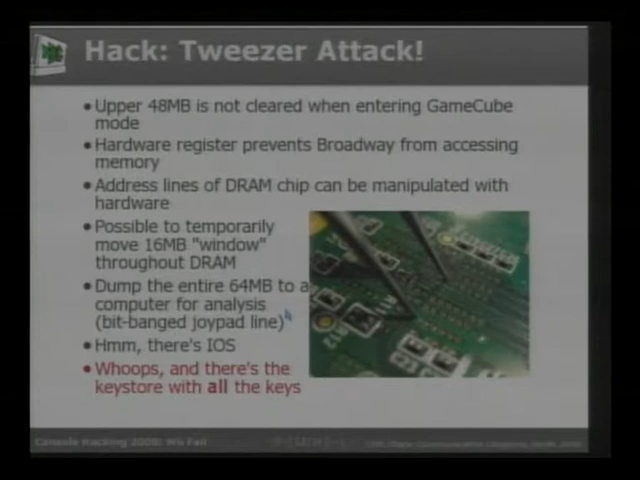 Hack: Tweezer Attack!
•Upper 48MB is not cleared when entering GameCube
mode
•Hardware register prevents Broadway from accessing
memory
•Address lines of DRAM chip can be manipulated with
hardware
•Possible to temporarily
move 16MB "window"
throughout DRAM
•Dump the entire 64MB to a
computer for analysis
(bit-banged joypad line)
•Hmm, there's IOS
•Whoops, and there's the
keystore with all the keys
Console Hacking 2008: Wii Fail